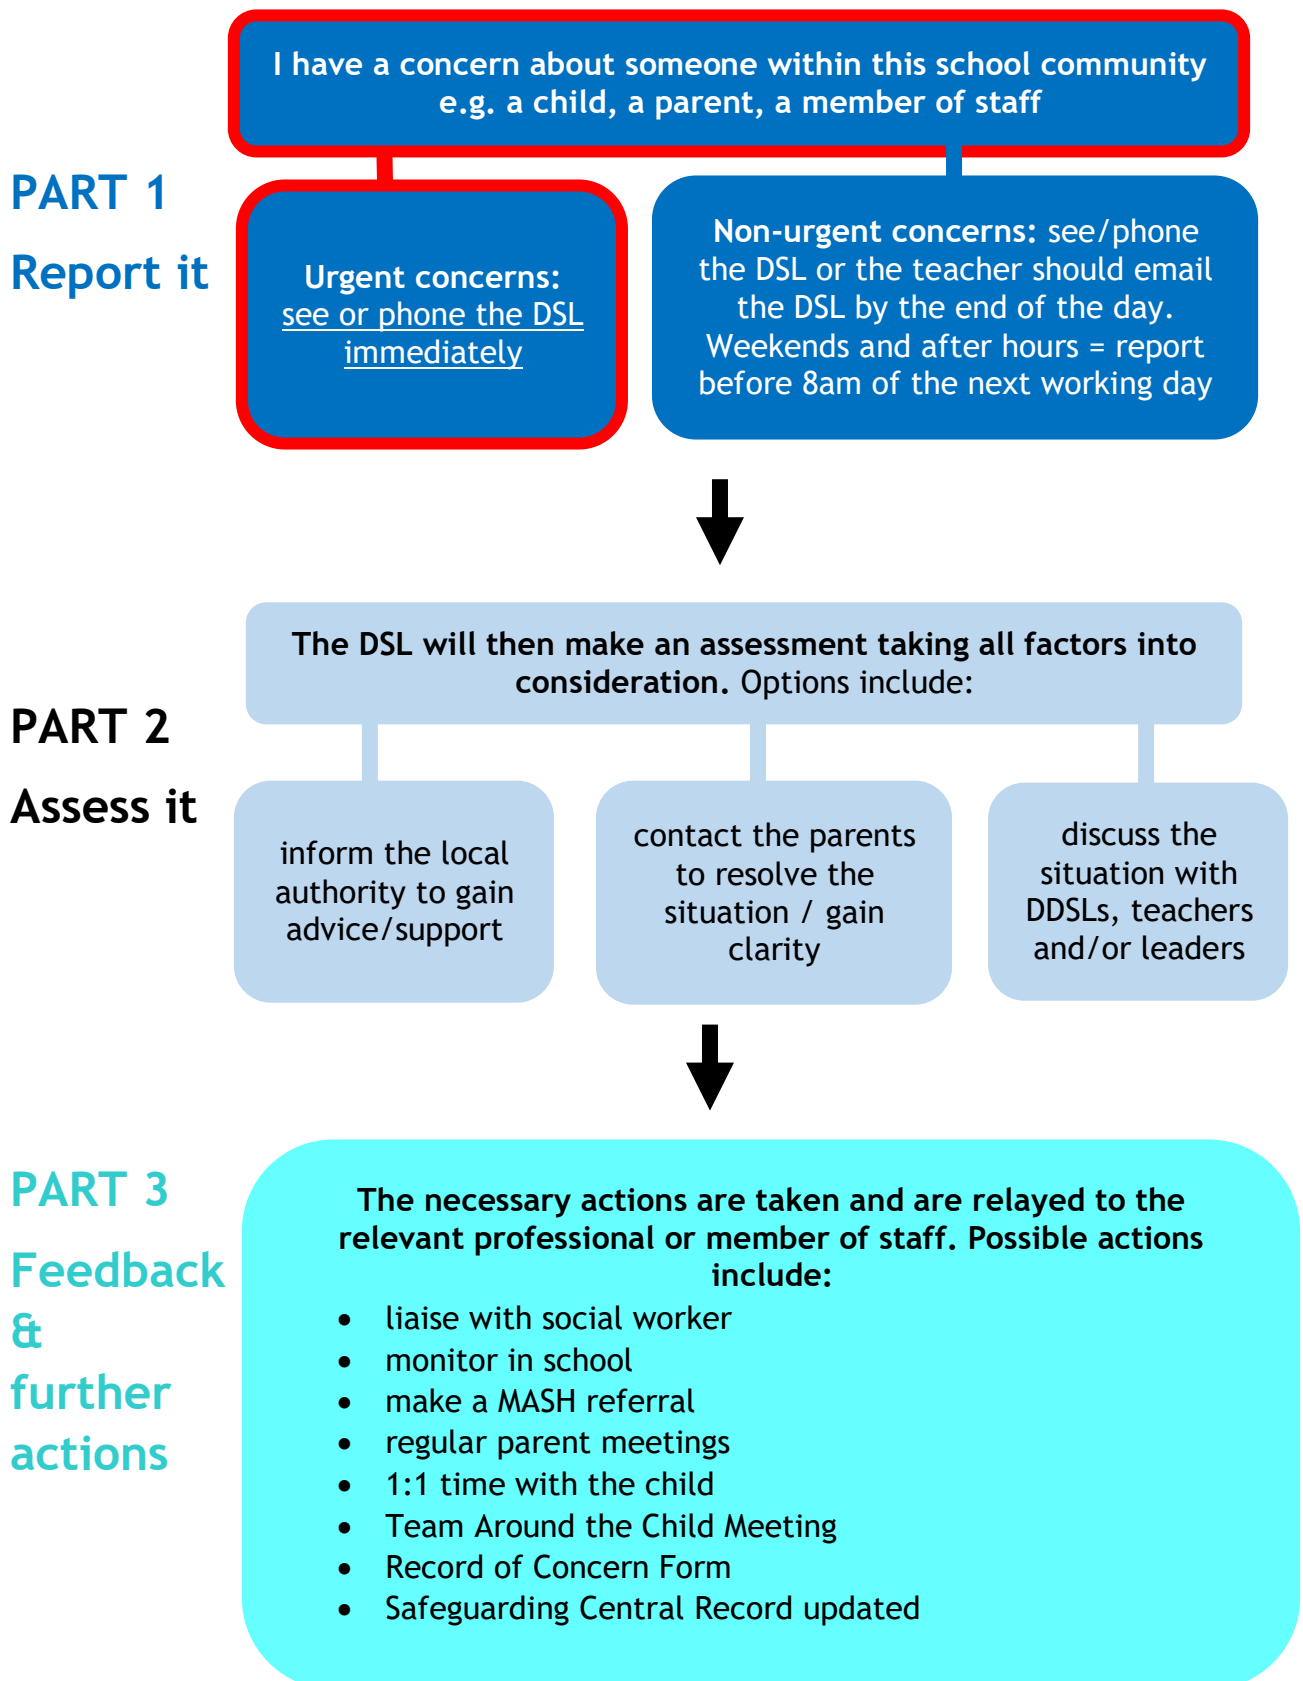 I have a concern about someone within this school community
e.g. a child, a parent, a member of staff
PART 1
Report it
Urgent concerns:
see or phone the DSL
immediately
Non-urgent concerns: see/phone
the DSL or the teacher should email
the DSL by the end of the day.
Weekends and after hours = report
before 8am of the next working day
The DSL will then make an assessment taking all factors into
consideration. Options include:
PART 2
Assess it
inform the local
authority to gain
advice/support
contact the parents
to resolve the
situation / gain
clarity
discuss the
situation with
DDSLs, teachers
and/or leaders
PART 3
Feedback
&
further
actions
The necessary actions are taken and are relayed to the
relevant professional or member of staff. Possible actions
include:
• liaise with social worker
• monitor in school
• make a MASH referral
• regular parent meetings
• 1:1 time with the child
• Team Around the Child Meeting
• Record of Concern Form
• Safeguarding Central Record updated